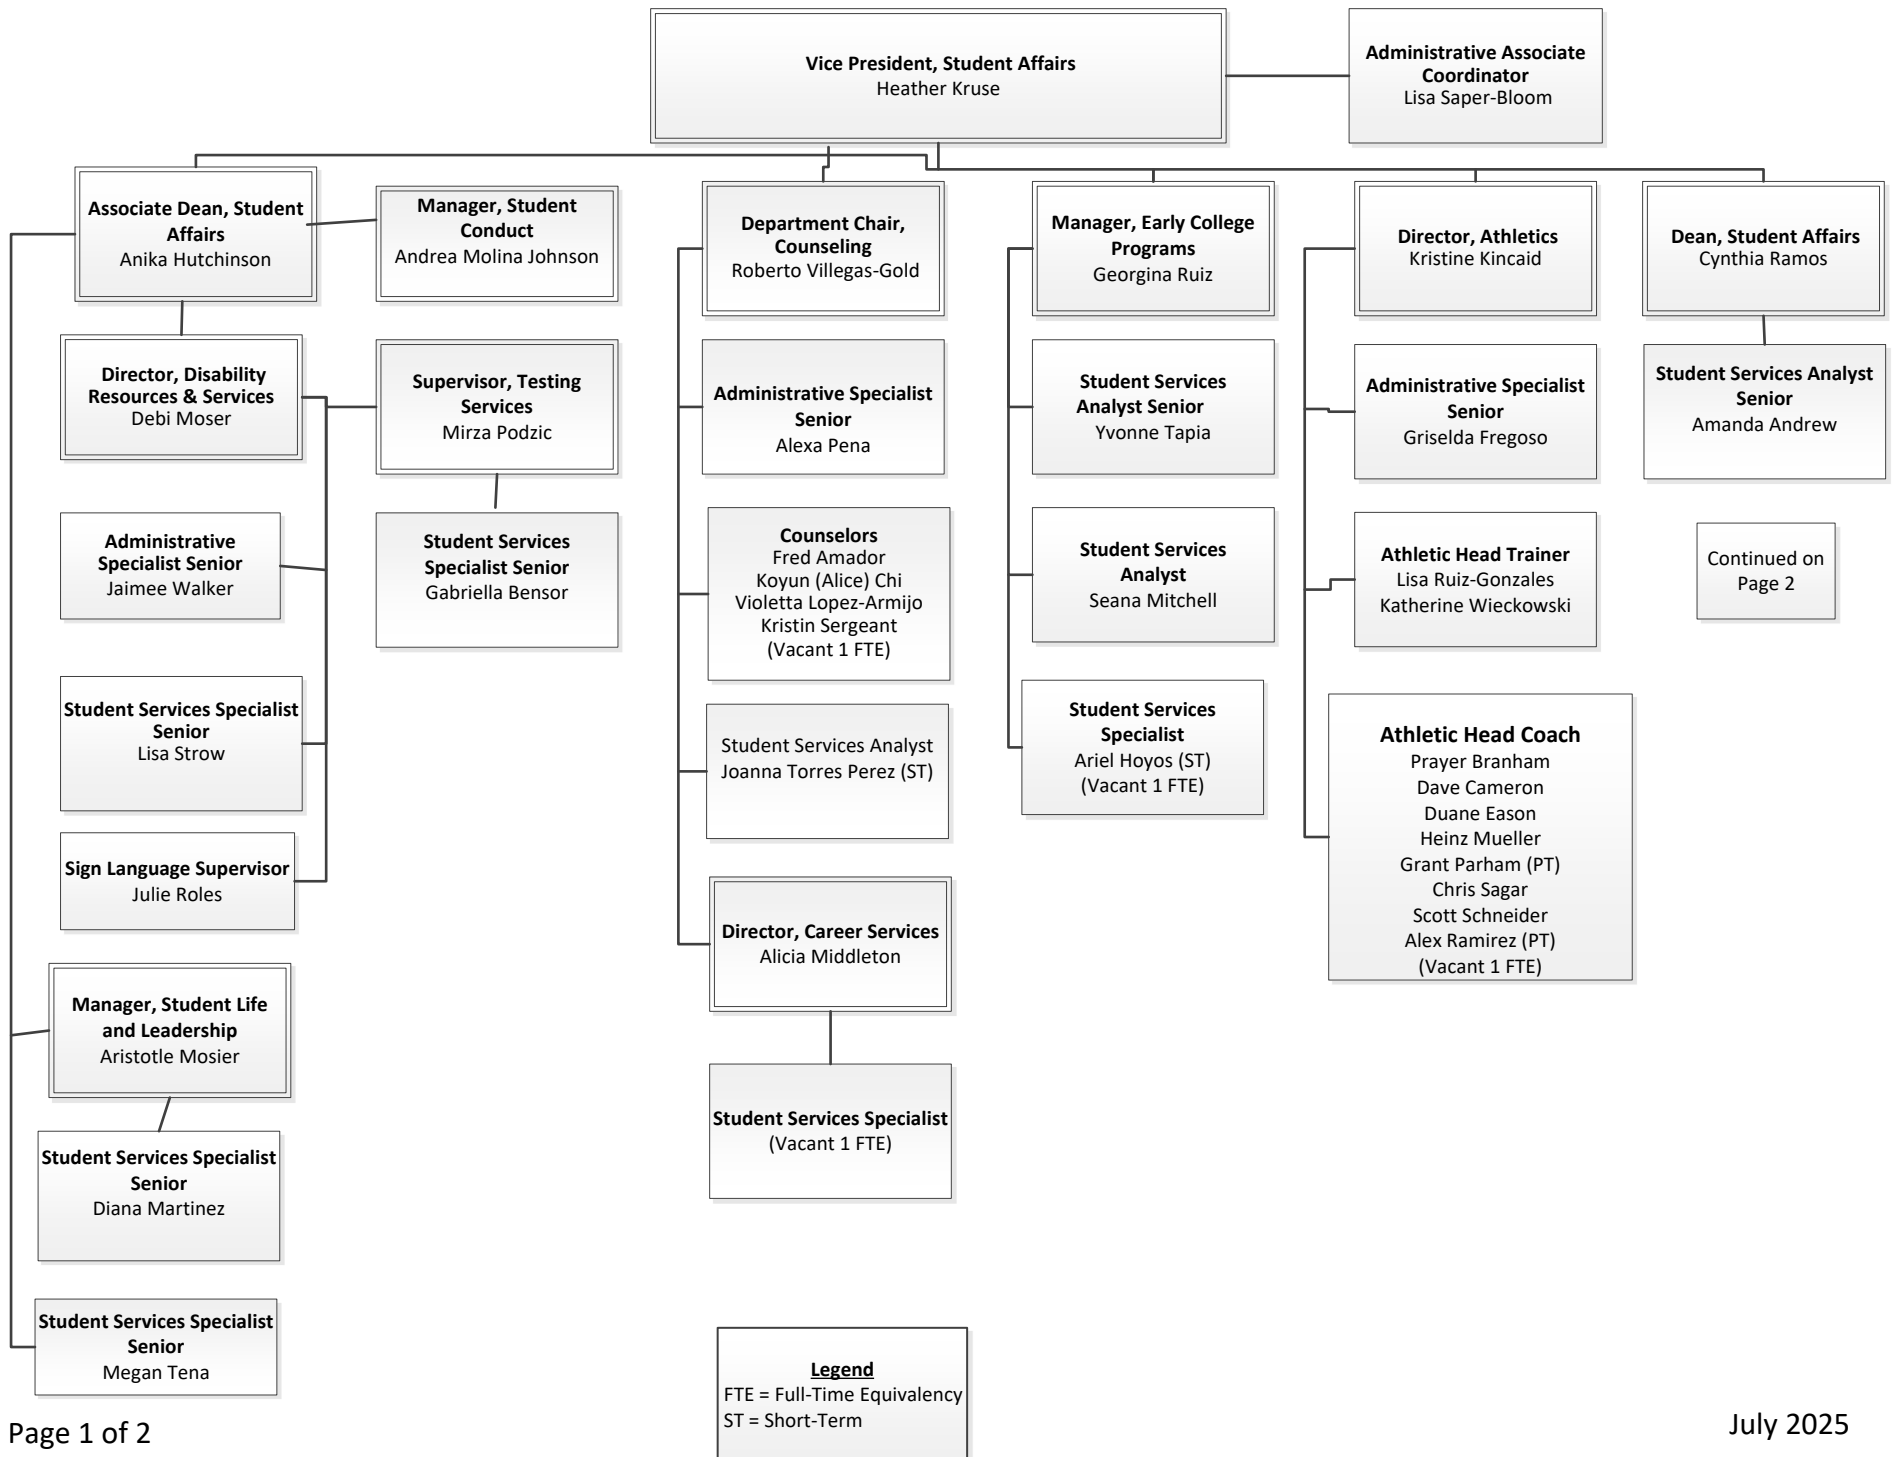 Vice President, Student Affairs
Heather Kruse
Administrative Associate
Coordinator
Lisa Saper-Bloom
Associate Dean, Student
Affairs
Anika Hutchinson
Manager, Student
Conduct
Andrea Molina Johnson
Director, Disability
Resources & Services
Debi Moser
Supervisor, Testing
Services
Mirza Podzic
Administrative
Specialist Senior
Jaimee Walker
Student Services
Specialist Senior
Gabriella Bensor
Student Services Specialist
Senior
Lisa Strow
Sign Language Supervisor
Julie Roles
Manager, Student Life
and Leadership
Aristotle Mosier
Student Services Specialist
Senior
Diana Martinez
Student Services Specialist
Senior
Megan Tena
Department Chair,
Counseling
Roberto Villegas-Gold
Administrative Specialist
Senior
Alexa Pena
Counselors
Fred Amador
Koyun (Alice) Chi
Violetta Lopez-Armijo
Kristin Sergeant
(Vacant 1 FTE)
Student Services Analyst
Joanna Torres Perez (ST)
Director, Career Services
Alicia Middleton
Student Services Specialist
(Vacant 1 FTE)
Manager, Early College
Programs
Georgina Ruiz
Student Services
Analyst Senior
Yvonne Tapia
Student Services
Analyst
Seana Mitchell
Student Services
Specialist
Ariel Hoyos (ST)
(Vacant 1 FTE)
Director, Athletics
Kristine Kincaid
Administrative Specialist
Senior
Griselda Fregoso
Athletic Head Trainer
Lisa Ruiz-Gonzales
Katherine Wieckowski
Athletic Head Coach
Prayer Branham
Dave Cameron
Duane Eason
Heinz Mueller
Grant Parham (PT)
Chris Sagar
Scott Schneider
Alex Ramirez (PT)
(Vacant 1 FTE)
Dean, Student Affairs
Cynthia Ramos
Student Services Analyst
Senior
Amanda Andrew
Continued on
Page 2
Legend
FTE = Full-Time Equivalency
ST = Short-Term
Page 1 of 2
July 2025